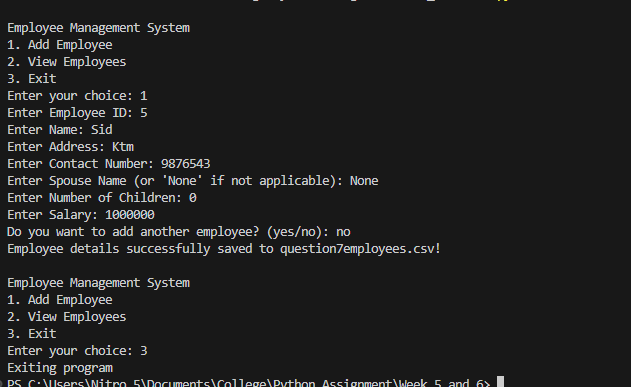 Employee Management System
1. Add Employee
2. View Employees
3. Exit
Enter your choice: 1
Enter Employee ID: 5
Enter Name: Sid
Enter Address: Ktm
Enter Contact Number: 9876543
Enter Spouse Name (or 'None' if not applicable): None
Enter Number of Children: 0
Enter Salary: 1000000
Do you want to add another employee? (yes/no): no
Employee details successfully saved to question7employees.csv!
Employee Management System
1. Add Employee
2. View Employees
3. Exit
Enter your choice: 3
Exiting program
PS C:\Users\Nitro 5\Documents\College\Python Assignment\Week 5 and 6>